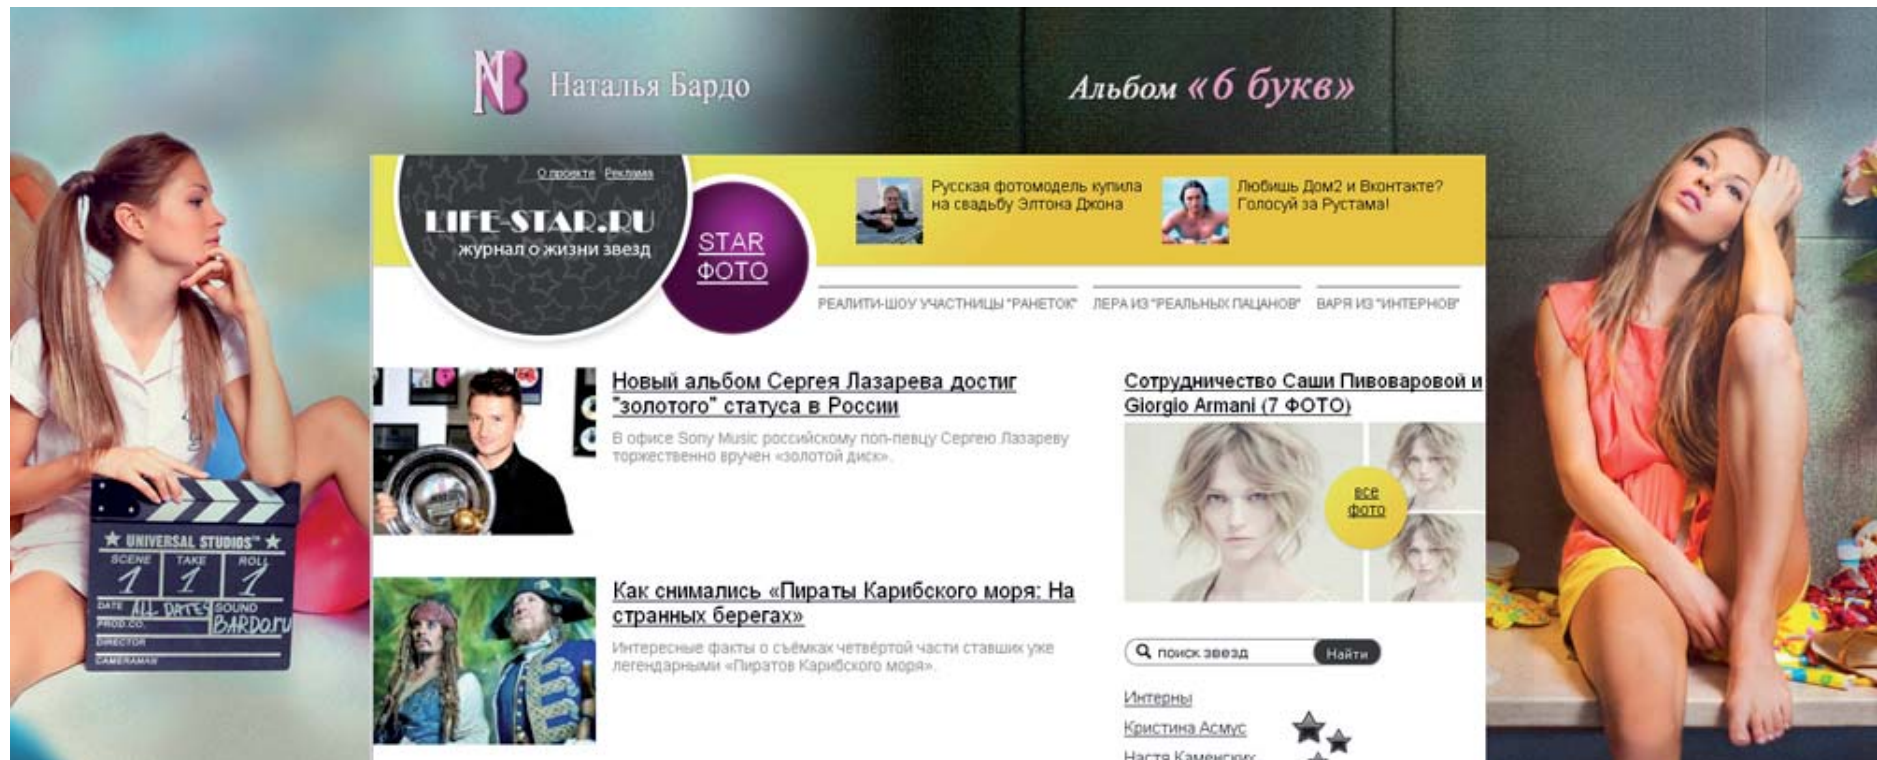 NB Наталья Бардо
Альбом «6 букв»
О проекте Реклама
LIFE-STAR.RU
журнал о жизни звезд
STAR
ФОТО
Русская фотомодель купила
на свадьбу Элтона Джона
Любишь Дом2 и Вконтакте?
Голосуй за Рустама!
РЕАЛИТИ-ШОУ УЧАСТНИЦЫ "РАНЕТОК"
ЛЕРА ИЗ "РЕАЛЬНЫХ ПАЦАНОВ"
ВАРЯ ИЗ "ИНТЕРНОВ"
Новый альбом Сергея Лазарева достиг
"золотого" статуса в России
В офисе Sony Music российскому поп-певцу Сергею Лазареву
торжественно вручен «золотой диск».
Как снимались «Пираты Карибского моря: На
странных берегах»
Интересные факты о съёмках четвёртой части ставших уже
легендарными «Пиратов Карибского моря».
Сотрудничество Саши Пивоваровой и
Giorgio Armani (7 ФОТО)
все
фото
поиск звезд Найти
Интерны
Кристина Асмус
Настя Каменских
UNIVERSAL STUDIOS™
SCENE TAKE ROLL
1 1 1
DATE ALL DATES SOUND
PROD.CO. BARDO.RU
DIRECTOR
CAMERAMAN